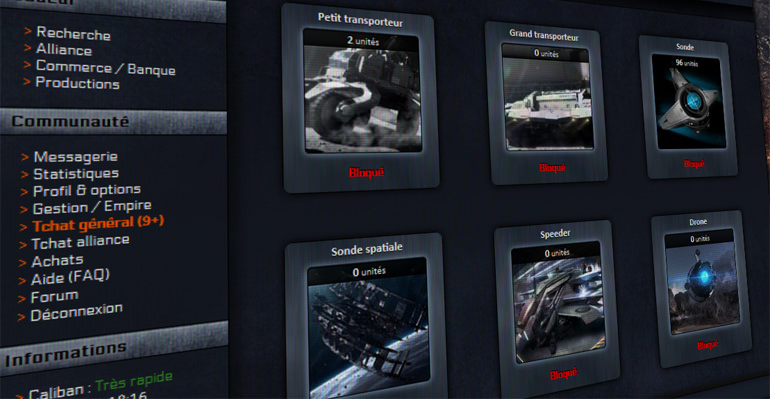 > Recherche
> Alliance
> Commerce / Banque
> Productions
Communauté
> Messagerie
> Statistiques
> Profil & options
> Gestion / Empire
> Tchat général (9+)
> Tchat alliance
> Achats
> Aide (FAQ)
> Forum
> Déconnexion
Informations
> Caliban : Très rapide
Petit transporteur
2 unités
Bloqué
Grand transporteur
0 unités
Bloqué
Sonde
96 unités
Bloqué
Sonde spatiale
0 unités
Speeder
0 unités
Bloqué
Drone
0 unités
Bloqué